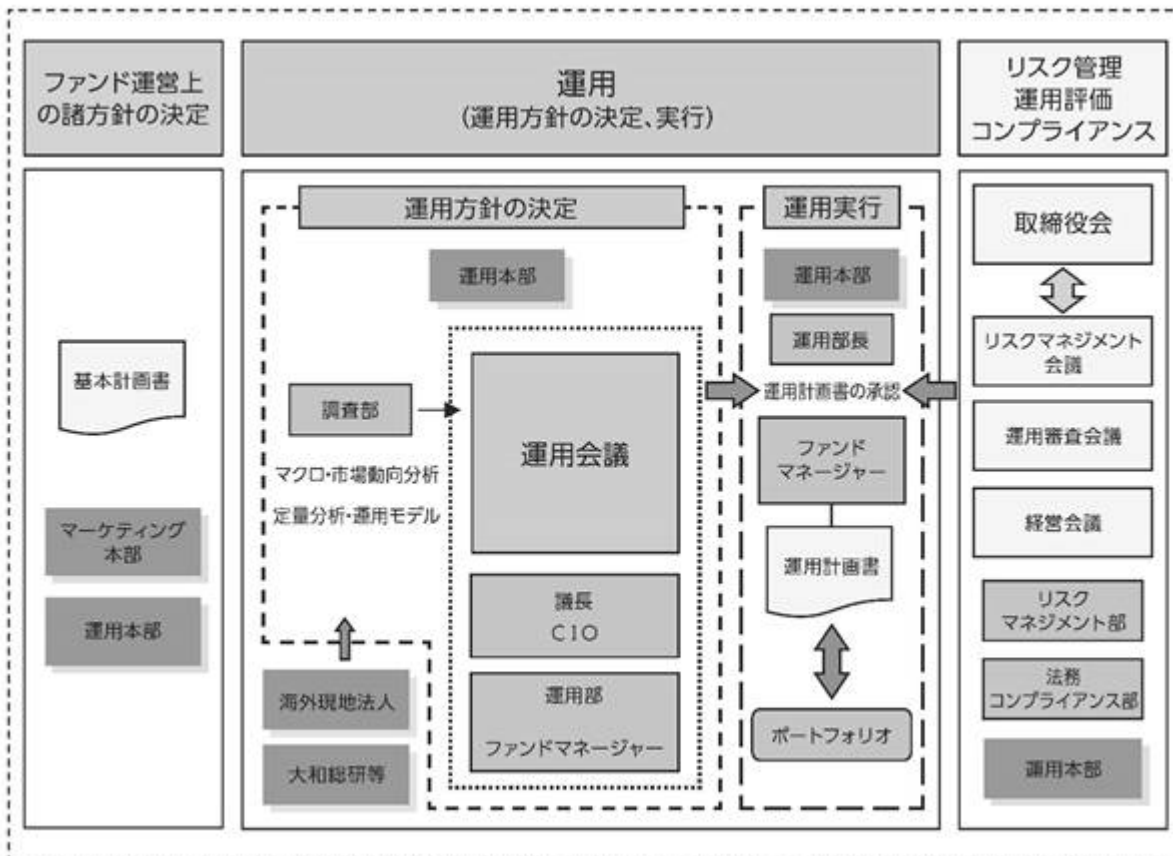 ファンド運営上
の諸方針の決定
運用
(運用方針の決定、実行)
リスク管理
運用評価
コンプライアンス
基本計画書
マーケティング
本部
運用本部
運用方針の決定
運用本部
調査部
マクロ・市場動向分析
定量分析・運用モデル
運用会議
議長
CIO
運用部
ファンドマネージャー
海外現地法人
大和総研等
運用実行
運用本部
運用部長
運用計画書の承認
ファンド
マネージャー
運用計画書
ポートフォリオ
取締役会
リスクマネジメント
会議
運用審査会議
経営会議
リスク
マネジメント部
法務
コンプライアンス部
運用本部